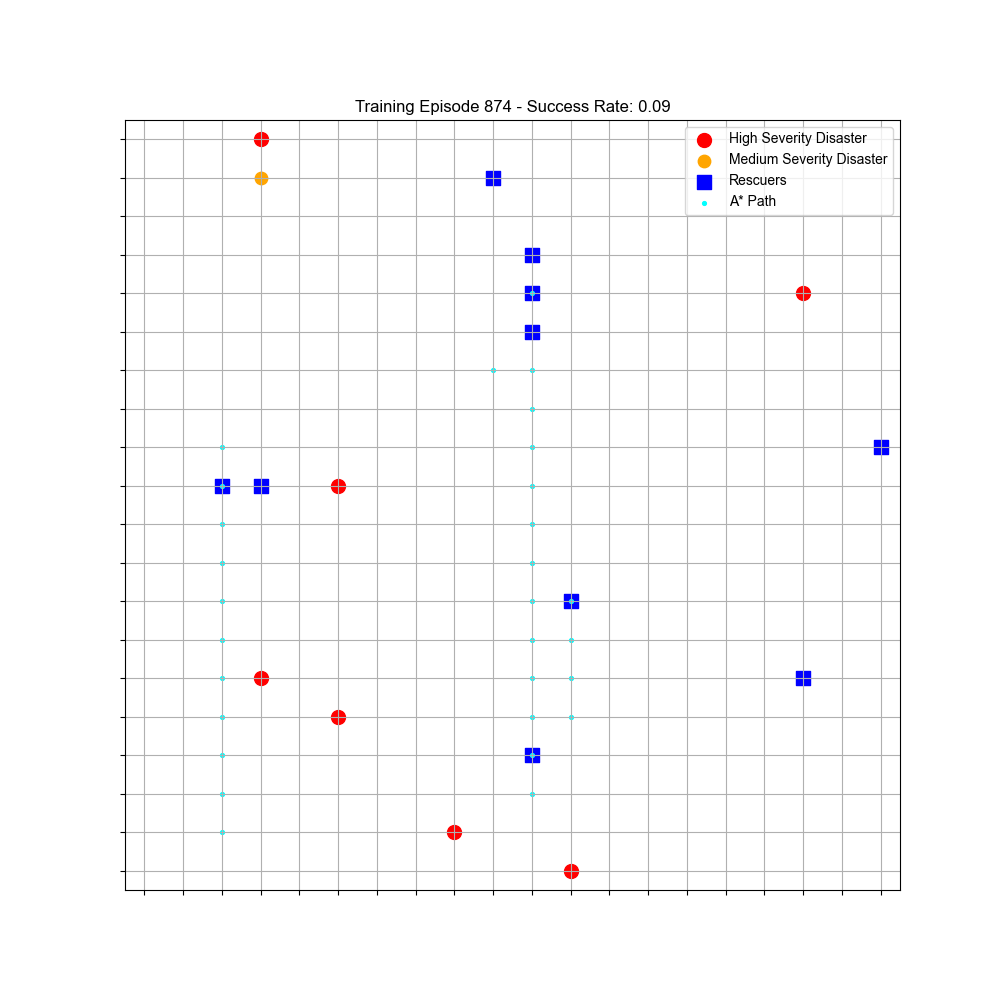 Training Episode 874 - Success Rate: 0.09
High Severity Disaster
Medium Severity Disaster
Rescuers
A* Path